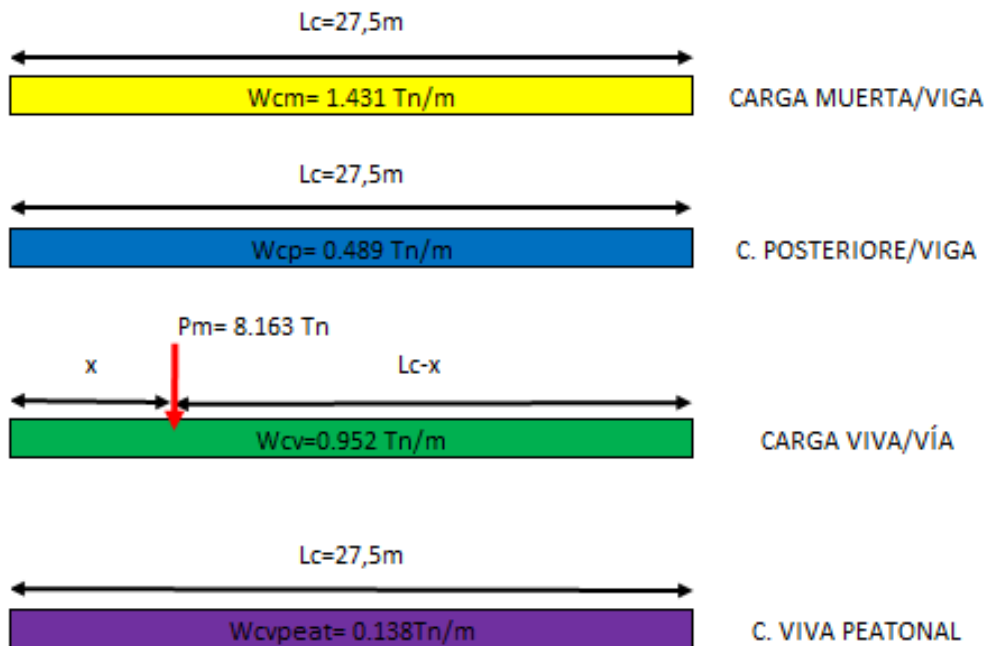 Lc=27,5m
Wcm= 1.431 Tn/m CARGA MUERTA/VIGA
Lc=27,5m
Wcp= 0.489 Tn/m C. POSTERIORE/VIGA
Pm= 8.163 Tn
x Lc-x
Wcv=0.952 Tn/m CARGA VIVA/VÍA
Lc=27,5m
Wcvpeat= 0.138Tn/m C. VIVA PEATONAL